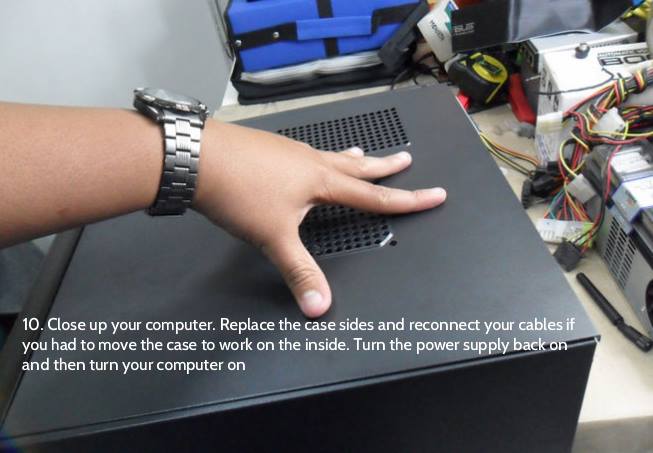 ASUS
10. Close up your computer. Replace the case sides and reconnect your cables if
you had to move the case to work on the inside. Turn the power supply back on
and then turn your computer on